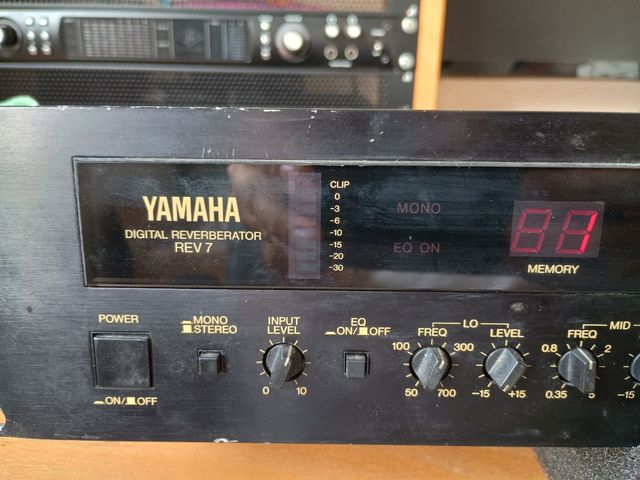 YAMAHA
DIGITAL REVERBERATOR
REV 7
CLIP
0
-3
-6
-10
-15
-20
-30
MONO
EQ ON
MEMORY
POWER
ON/ OFF
MONO
STEREO
INPUT
LEVEL
0 10
EQ
ON/ OFF
LO
FREQ LEVEL
100 300
50 700 -15 +15
MID
FREQ
0.8 2
0.35 5 -15